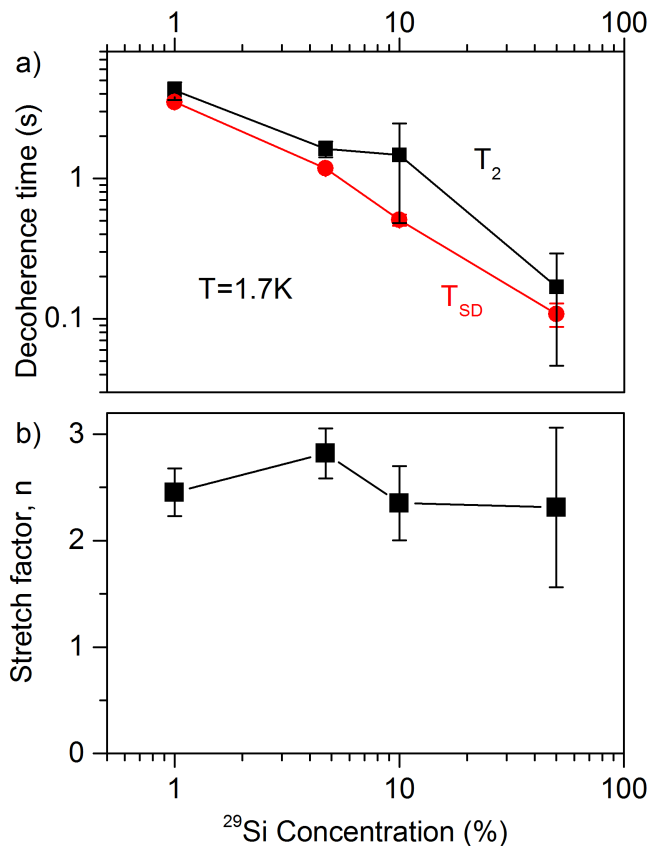 1 10 100
a)
Decoherence time (s)
1
0.1
T₂
T=1.7K
T_SD
b)
Stretch factor, n
3
2
1
0
1 10 100
²⁹Si Concentration (%)